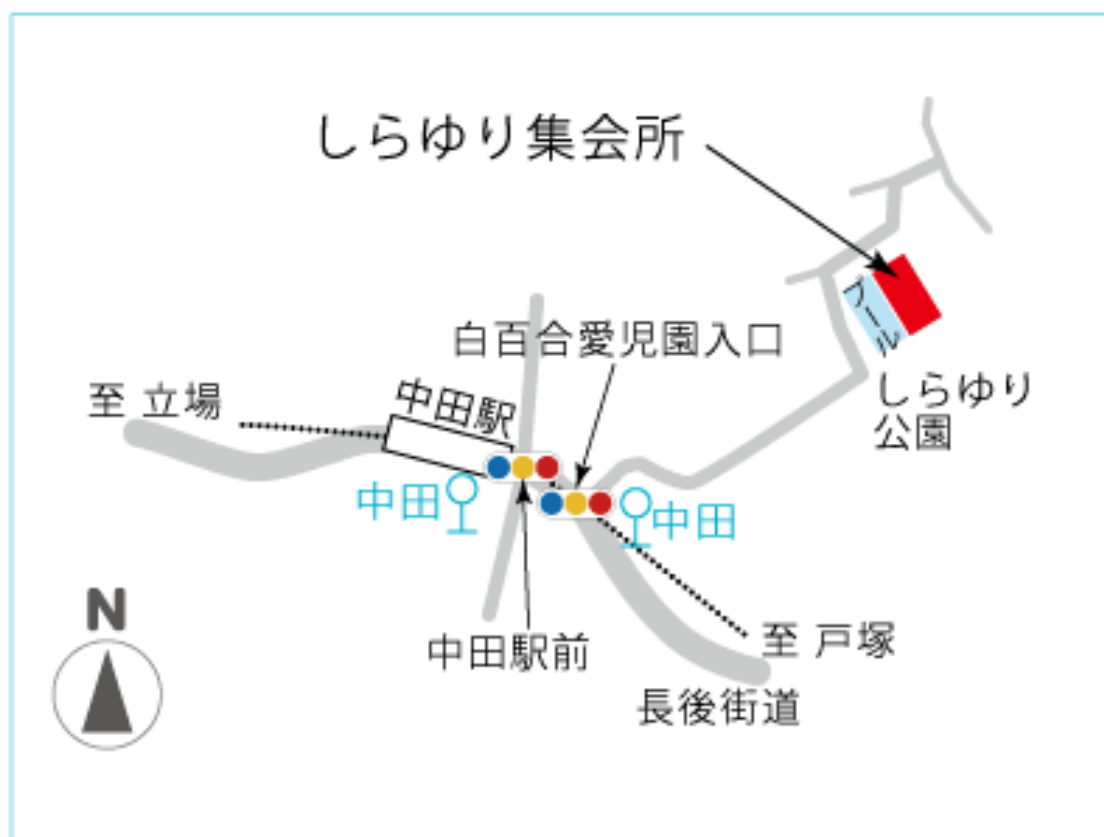 しらゆり集会所
プール
しらゆり
公園
白百合愛児園入口
至 立場
中田駅
中田
中田
中田駅前
至 戸塚
長後街道
N